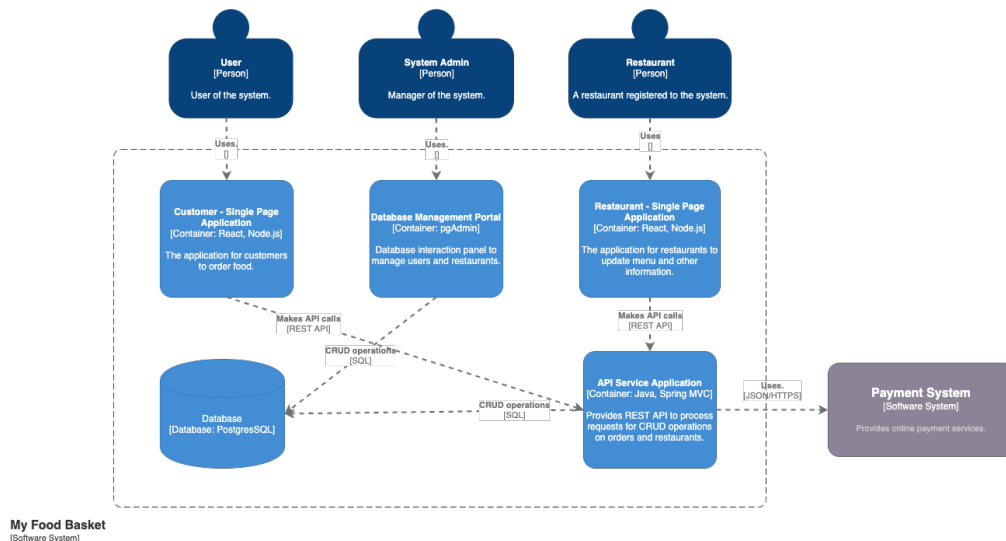 User
[Person]
User of the system.
System Admin
[Person]
Manager of the system.
Restaurant
[Person]
A restaurant registered to the system.
Uses.
[]
Uses.
[]
Uses
[]
Customer - Single Page
Application
[Container: React, Node.js]
The application for customers
to order food.
Database Management Portal
[Container: pgAdmin]
Database interaction panel to
manage users and restaurants.
Restaurant - Single Page
Application
[Container: React, Node.js]
The application for restaurants to
update menu and other
information.
Makes API calls
[REST API]
Makes API calls
[REST API]
CRUD operations
[SQL]
Database
[Database: PostgresSQL]
CRUD operations
[SQL]
API Service Application
[Container: Java, Spring MVC]
Provides REST API to process
requests for CRUD operations
on orders and restaurants.
Uses.
[JSON/HTTPS]
Payment System
[Software System]
Provides online payment services.
My Food Basket
[Software System]